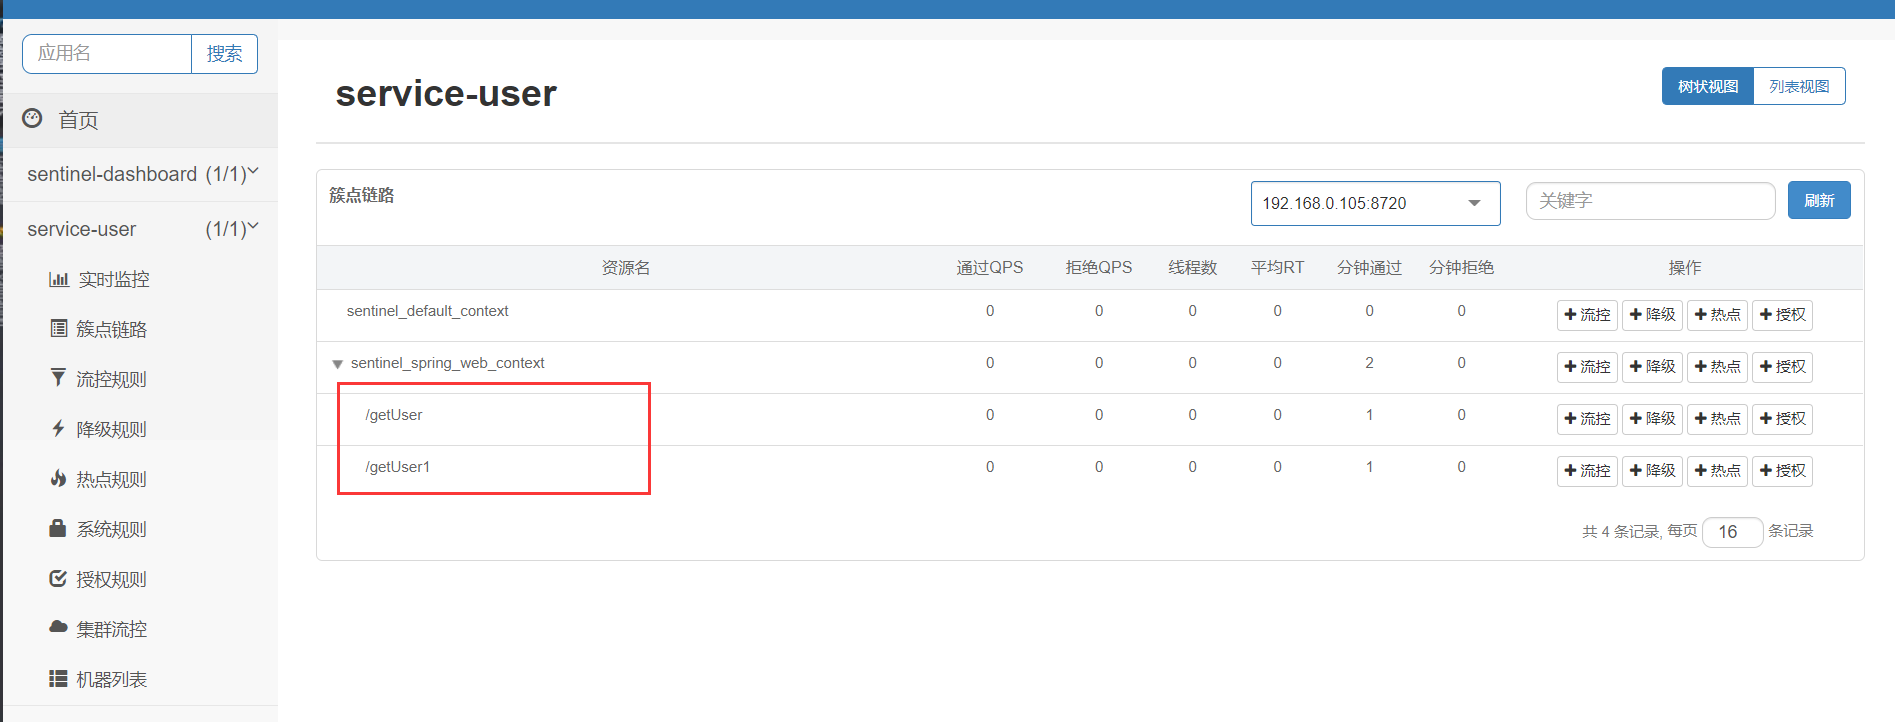 应用名 搜索
首页
sentinel-dashboard (1/1)
service-user (1/1)
实时监控
簇点链路
流控规则
降级规则
热点规则
系统规则
授权规则
集群流控
机器列表
service-user
树状视图 列表视图
簇点链路 192.168.0.105:8720 关键字 刷新
资源名 通过QPS 拒绝QPS 线程数 平均RT 分钟通过 分钟拒绝 操作
sentinel_default_context 0 0 0 0 0 0 流控 降级 热点 授权
sentinel_spring_web_context 0 0 0 0 2 0 流控 降级 热点 授权
/getUser 0 0 0 0 1 0 流控 降级 热点 授权
/getUser1 0 0 0 0 1 0 流控 降级 热点 授权
共 4 条记录, 每页 16 条记录